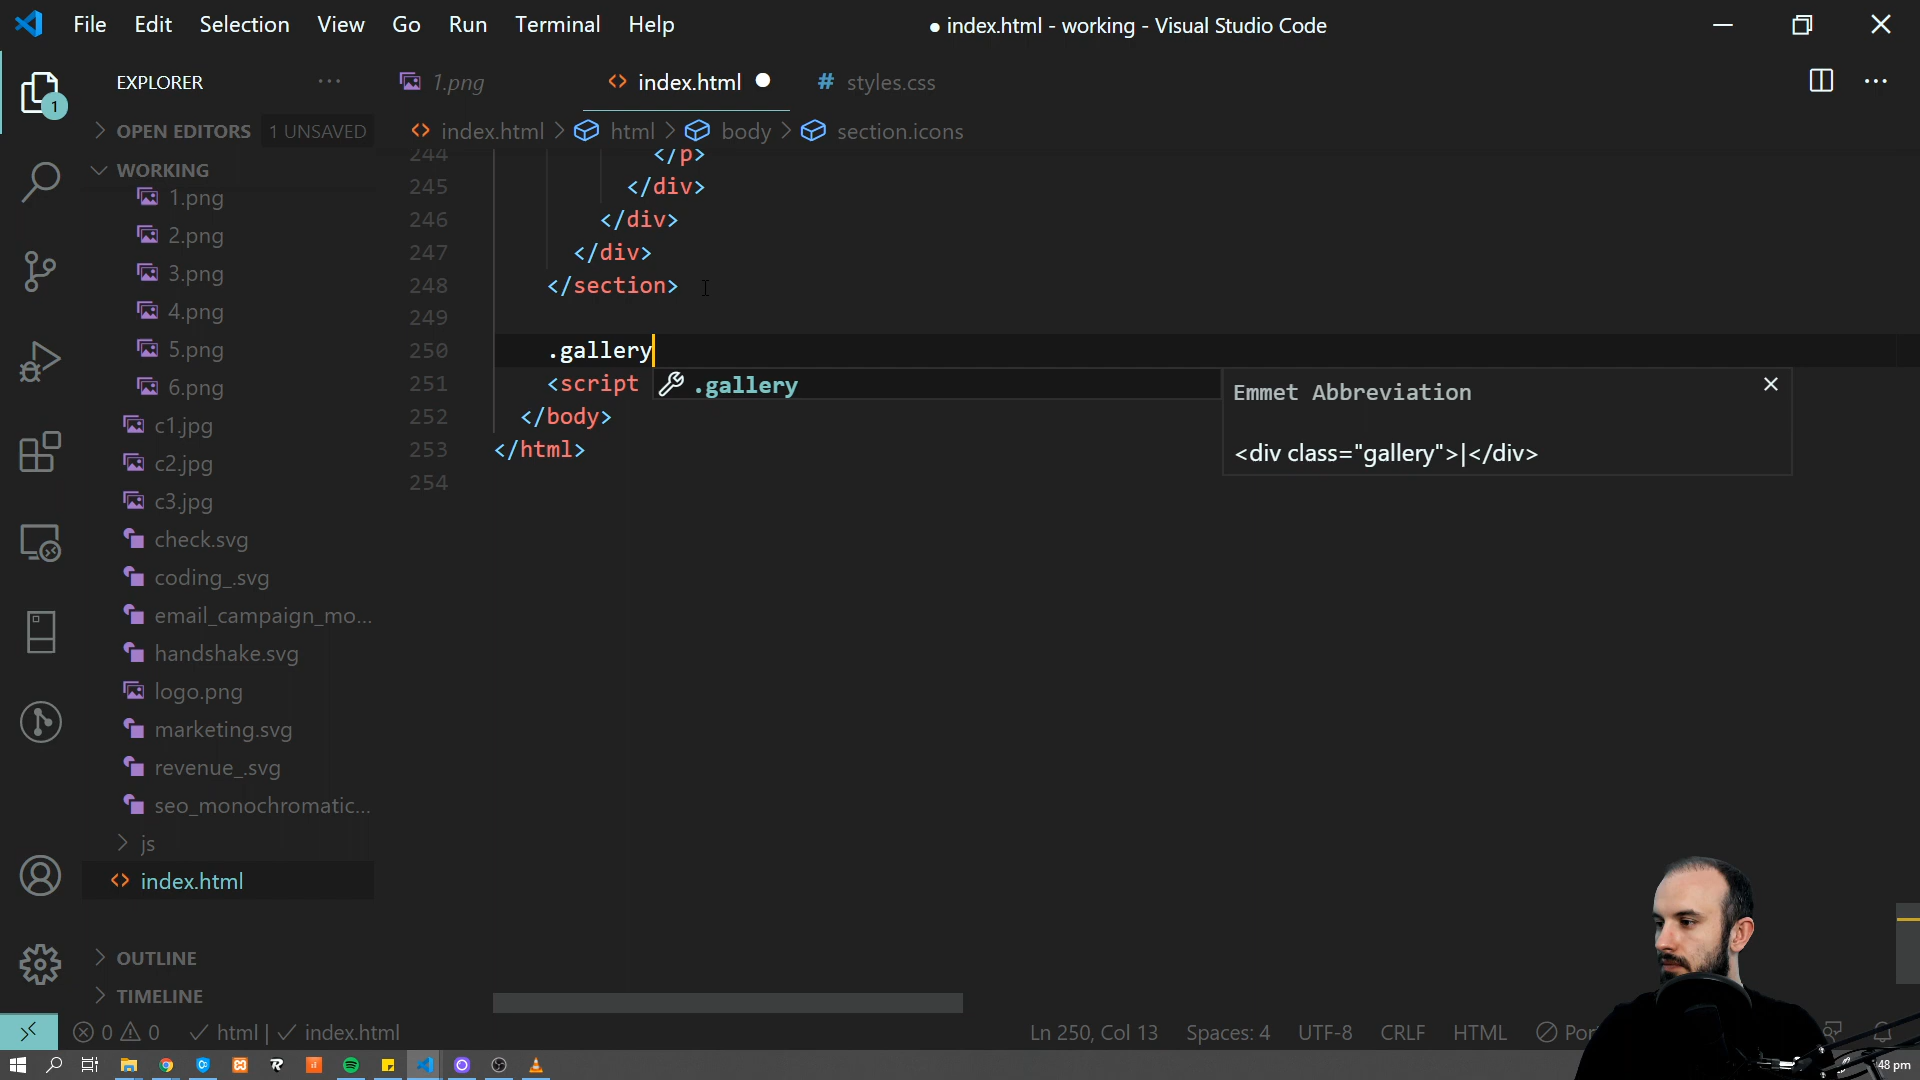 File Edit Selection View Go Run Terminal Help
● index.html - working - Visual Studio Code
EXPLORER
1.png
index.html
styles.css
OPEN EDITORS 1 UNSAVED
index.html > html > body > section.icons
WORKING
1.png
2.png
3.png
4.png
5.png
6.png
c1.jpg
c2.jpg
c3.jpg
check.svg
coding_.svg
email_campaign_mo...
handshake.svg
logo.png
marketing.svg
revenue_.svg
seo_monochromatic...
js
index.html
OUTLINE
TIMELINE
1
244 </p>
245 </div>
246 </div>
247 </div>
248 </section>
249
250 .gallery
251 <script
252 </body>
253 </html>
254
.gallery
Emmet Abbreviation
<div class="gallery">|</div>
0 0 html | index.html
Ln 250, Col 13 Spaces: 4 UTF-8 CRLF HTML
48 pm